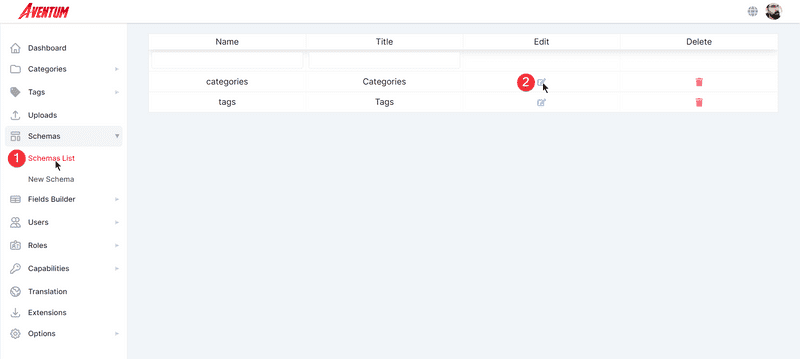 AVENTUM
Dashboard
Categories
Tags
Uploads
Schemas
1 Schemas List
New Schema
Fields Builder
Users
Roles
Capabilities
Translation
Extensions
Options
Name Title Edit Delete
categories Categories 2
tags Tags